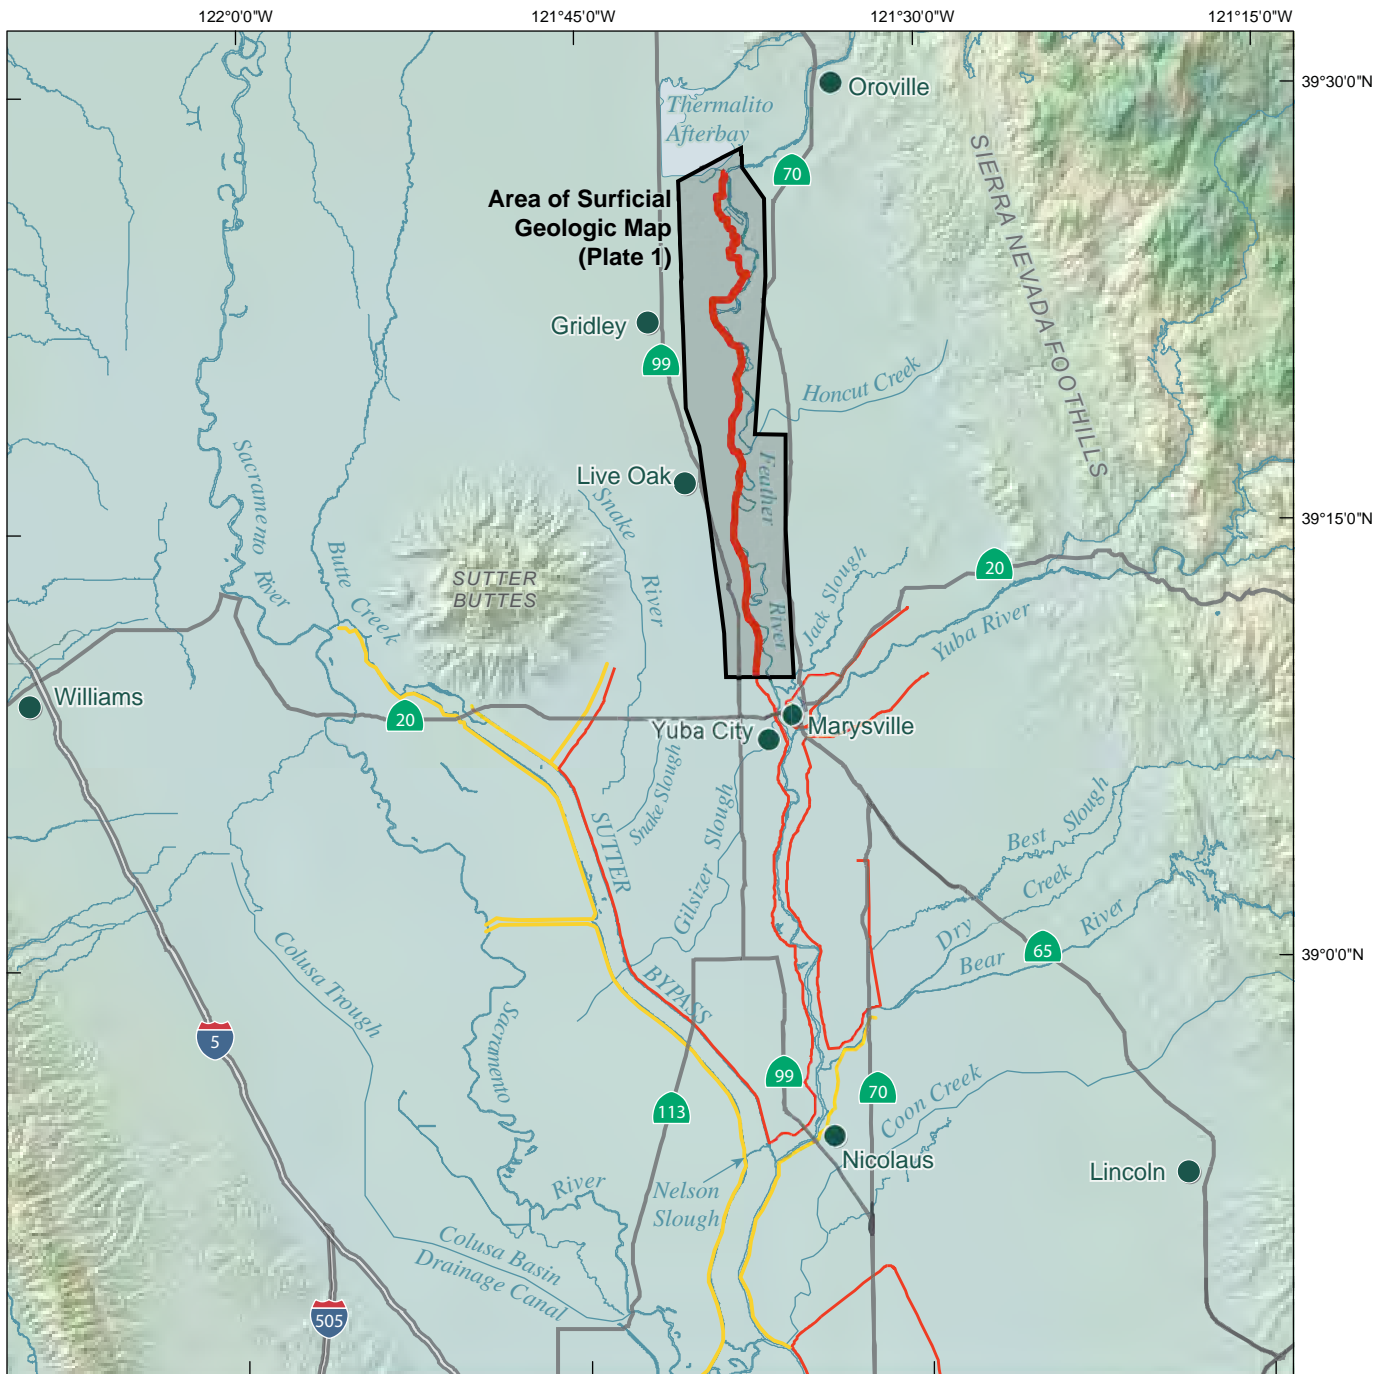 122°0'0"W
121°45'0"W
121°30'0"W
121°15'0"W
39°30'0"N
Oroville
Thermalito
Afterbay
70
SIERRA NEVADA FOOTHILLS
Area of Surficial
Geologic Map
(Plate 1)
Gridley
99
Honcut Creek
Sacramento
River
Live Oak
Feather
River
Snake
River
39°15'0"N
Butte Creek
SUTTER
BUTTES
Jack Slough
20
Yuba River
Williams
20
Yuba City
Marysville
Snake Slough
Gilsizer Slough
SUTTER
BYPASS
Best Slough
Dry Creek
Bear River
65
39°0'0"N
Colusa Trough
Sacramento
River
5
99
70
113
Coon Creek
Nicolaus
Lincoln
Nelson
Slough
Colusa Basin
Drainage Canal
505